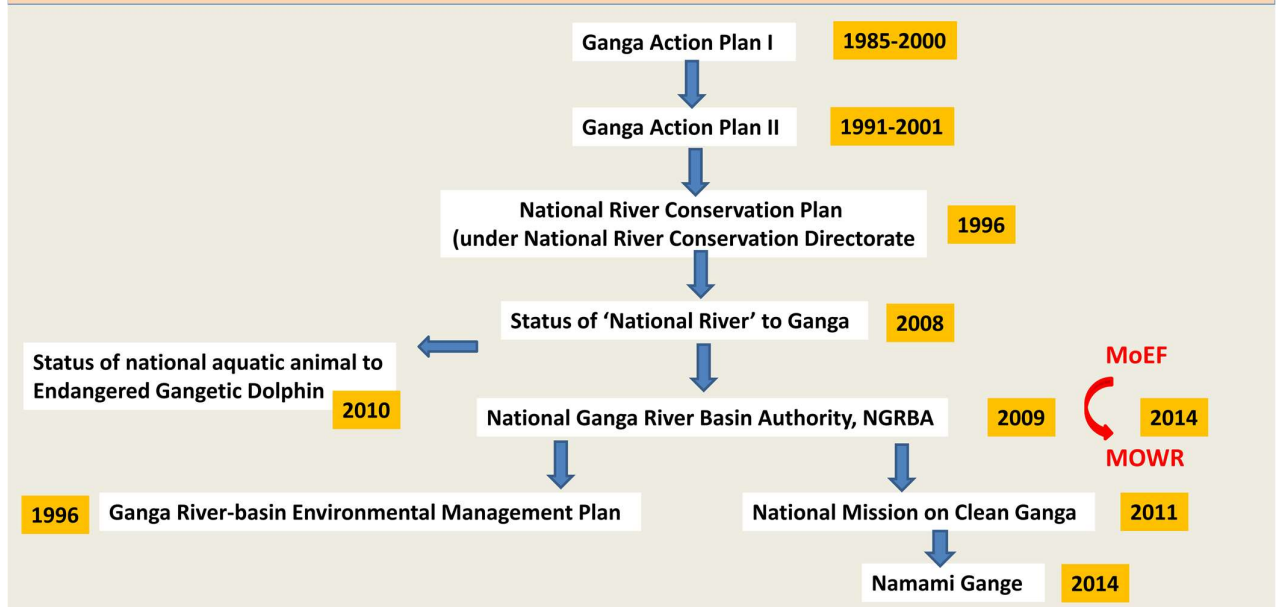 Ganga Action Plan I
1985-2000
Ganga Action Plan II
1991-2001
National River Conservation Plan
(under National River Conservation Directorate
1996
Status of ‘National River’ to Ganga
2008
Status of national aquatic animal to
Endangered Gangetic Dolphin
2010
National Ganga River Basin Authority, NGRBA
2009
MoEF
2014
MOWR
1996
Ganga River-basin Environmental Management Plan
National Mission on Clean Ganga
2011
Namami Gange
2014